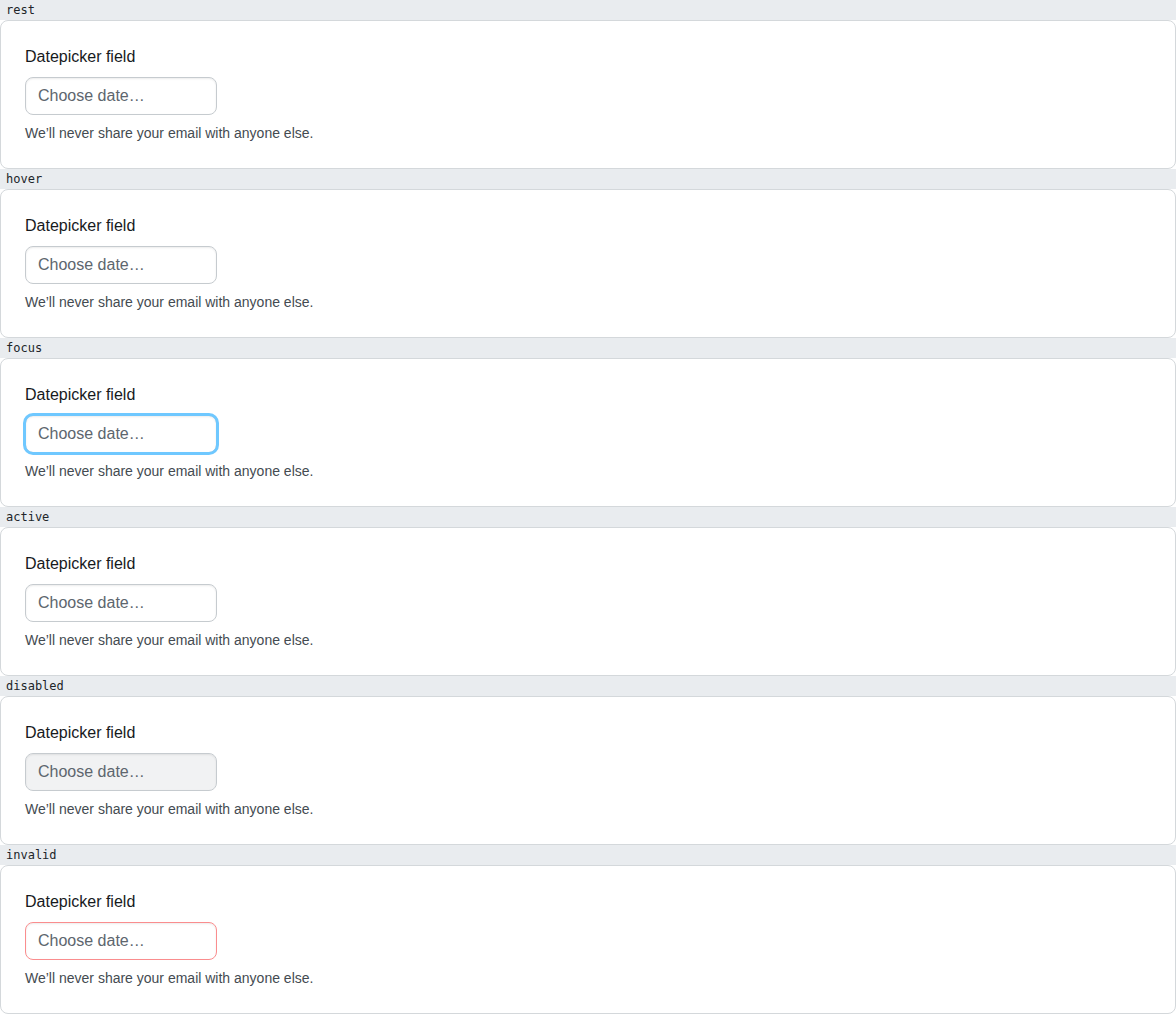 rest
Datepicker field
Choose date…
We’ll never share your email with anyone else.
hover
Datepicker field
Choose date…
We’ll never share your email with anyone else.
focus
Datepicker field
Choose date…
We’ll never share your email with anyone else.
active
Datepicker field
Choose date…
We’ll never share your email with anyone else.
disabled
Datepicker field
Choose date…
We’ll never share your email with anyone else.
invalid
Datepicker field
Choose date…
We’ll never share your email with anyone else.